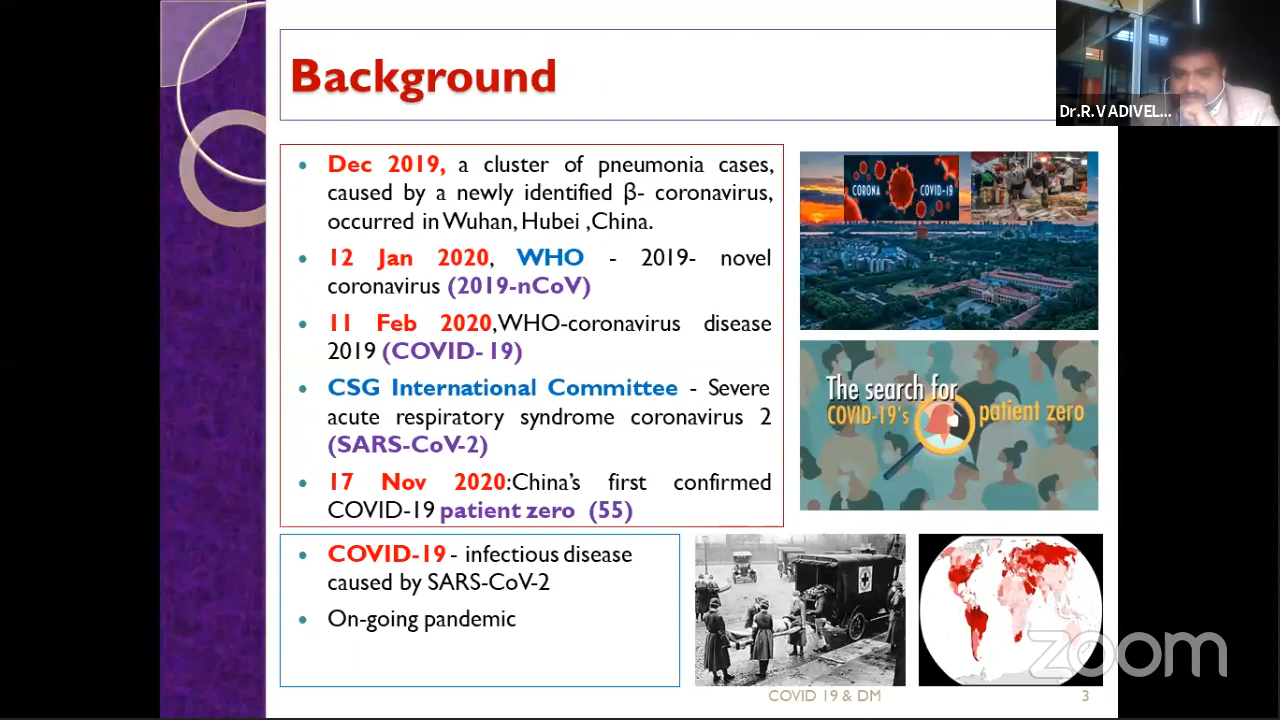 Background
Dr.R.VADIVEL...
Dec 2019, a cluster of pneumonia cases,
caused by a newly identified β- coronavirus,
occurred in Wuhan, Hubei ,China.
12 Jan 2020, WHO - 2019- novel
coronavirus (2019-nCoV)
11 Feb 2020,WHO-coronavirus disease
2019 (COVID- 19)
CSG International Committee - Severe
acute respiratory syndrome coronavirus 2
(SARS-CoV-2)
17 Nov 2020:China's first confirmed
COVID-19 patient zero (55)
COVID-19 - infectious disease
caused by SARS-CoV-2
On-going pandemic
CORONA COVID-19
The search for
COVID-19's patient zero
zoom
COVID 19 & DM
3